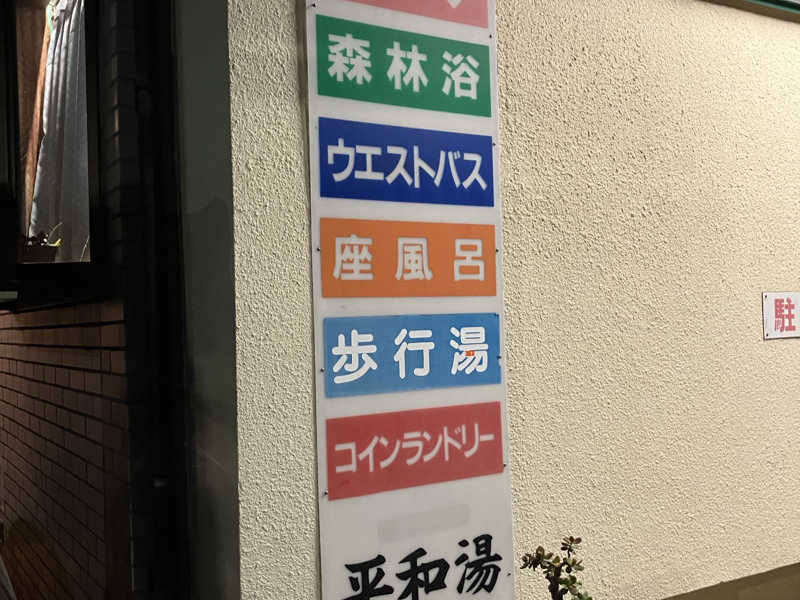 森林浴
ウエストバス
座風呂
歩行湯
コインランドリー
平和湯
駐